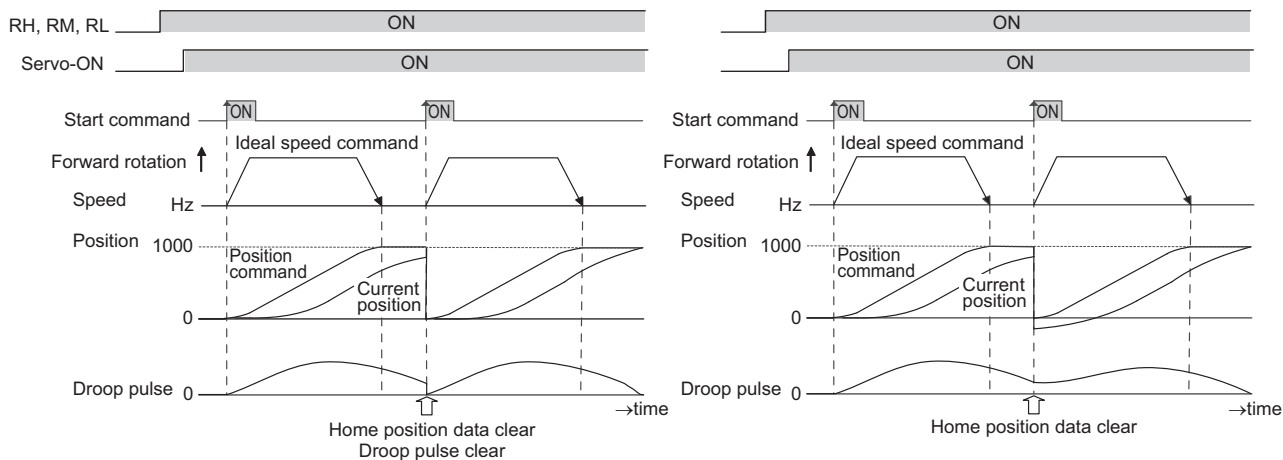 RH, RM, RL
ON
Servo-ON
ON
Start command
ON
ON
Forward rotation
Ideal speed command
Speed
Hz
Position
1000
Position
command
Current
position
0
Droop pulse
0
→time
Home position data clear
Droop pulse clear
ON
ON
Start command
ON
ON
Forward rotation
Ideal speed command
Speed
Hz
Position
1000
Position
command
Current
position
0
Droop pulse
0
→time
Home position data clear